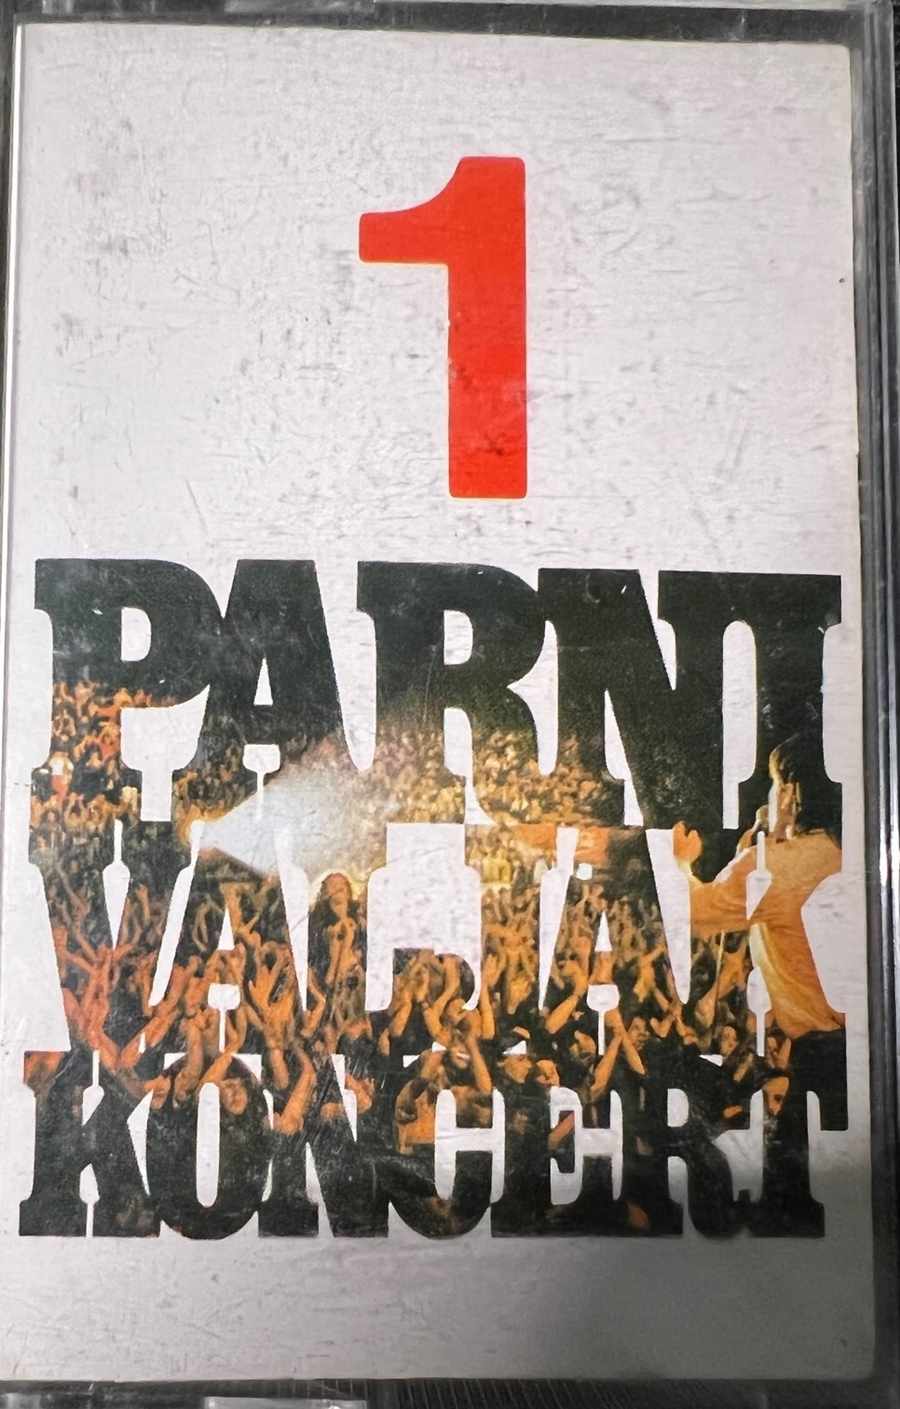 1
PARNI
VALJAK
KONCERT